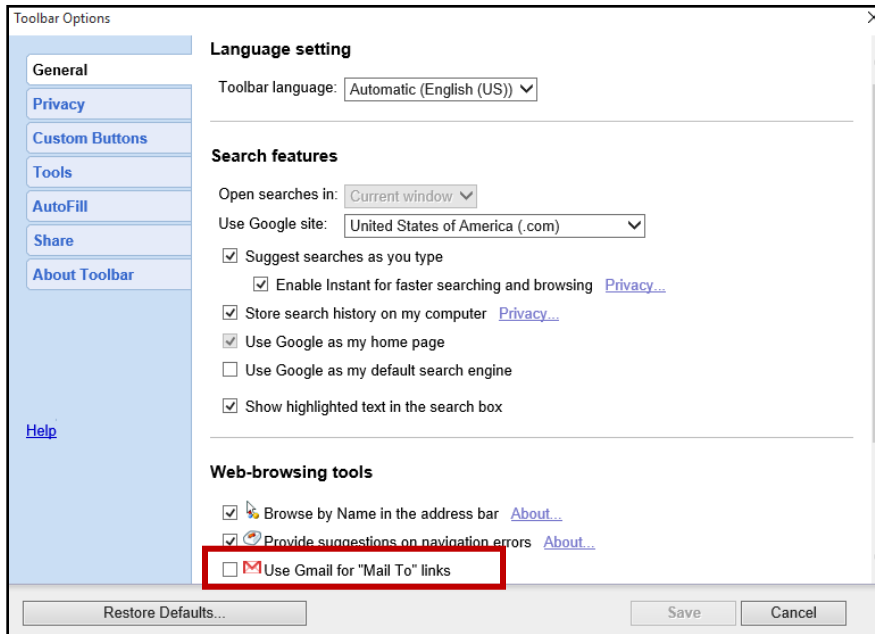 Toolbar Options
General
Privacy
Custom Buttons
Tools
AutoFill
Share
About Toolbar
Help
Language setting
Toolbar language: Automatic (English (US))
Search features
Open searches in: Current window
Use Google site: United States of America (.com)
Suggest searches as you type
Enable Instant for faster searching and browsing Privacy...
Store search history on my computer Privacy...
Use Google as my home page
Use Google as my default search engine
Show highlighted text in the search box
Web-browsing tools
Browse by Name in the address bar About...
Provide suggestions on navigation errors About...
Use Gmail for "Mail To" links
Restore Defaults...
Save
Cancel